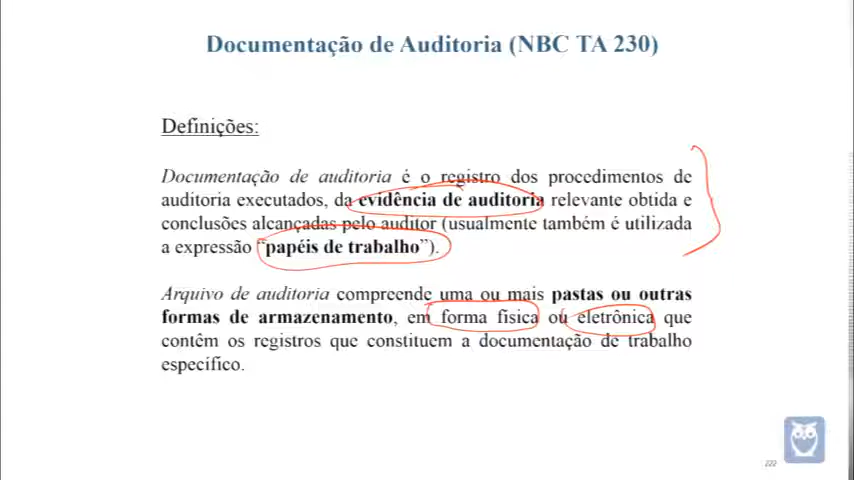 Documentação de Auditoria (NBC TA 230)
Definições:
Documentação de auditoria é o registro dos procedimentos de
auditoria executados, da evidência de auditoria relevante obtida e
conclusões alcançadas pelo auditor (usualmente também é utilizada
a expressão “papéis de trabalho”).
Arquivo de auditoria compreende uma ou mais pastas ou outras
formas de armazenamento, em forma física ou eletrônica que
contêm os registros que constituem a documentação de trabalho
específico.
222